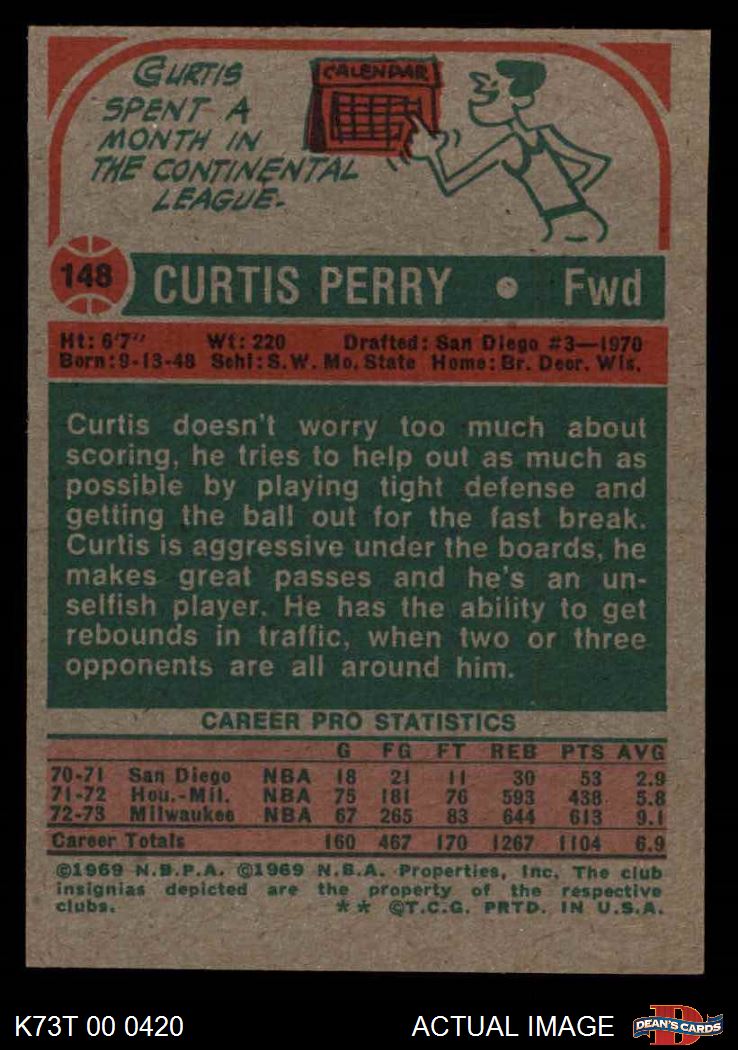 CURTIS
SPENT A
MONTH IN
THE CONTINENTAL
LEAGUE.
CALENDAR
148
CURTIS PERRY • Fwd
Ht: 6'7" Wt: 220 Drafted: San Diego #3—1970
Born: 9-13-48 Schl: S.W. Mo. State Home: Br. Deer. Wis.
Curtis doesn't worry too much about
scoring, he tries to help out as much as
possible by playing tight defense and
getting the ball out for the fast break.
Curtis is aggressive under the boards, he
makes great passes and he's an un-
selfish player. He has the ability to get
rebounds in traffic, when two or three
opponents are all around him.
CAREER PRO STATISTICS
G FG FT REB PTS AVG
70-71 San Diego NBA 18 21 11 30 53 2.9
71-72 Hou.-Mil. NBA 75 181 76 593 438 5.8
72-73 Milwaukee NBA 67 265 83 644 613 9.1
Career Totals 160 467 170 1267 1104 6.9
©1969 N.B.P.A. ©1969 N.B.A. Properties, Inc. The club
insignias depicted are the property of the respective
clubs. ** ©T.C.G. PRTD. IN U.S.A.
K73T 00 0420 ACTUAL IMAGE
D
DEAN'S CARDS